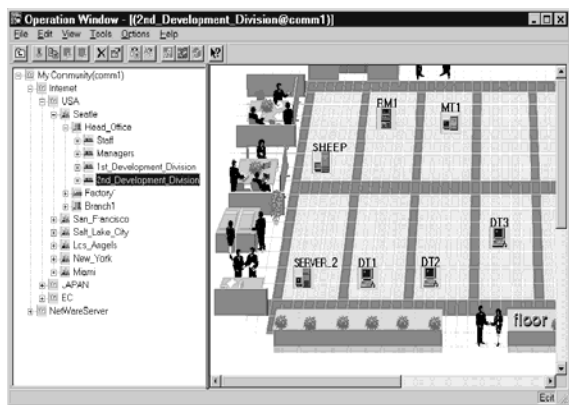 Operation Window - [(2nd_Development_Division@comm1)]
File Edit View Tools Options Help
My Community(comm1)
Internet
USA
Seatle
Head_Office
Staff
Managers
1st_Development_Division
2nd_Development_Division
Factory
Branch1
San_Francisco
Salt_Lake_City
Los_Angels
New_York
Miami
JAPAN
EC
NetWareServer
RM1
MT1
SHEEP
DT3
SERVER_2
DT1
DT2
floor
Edit